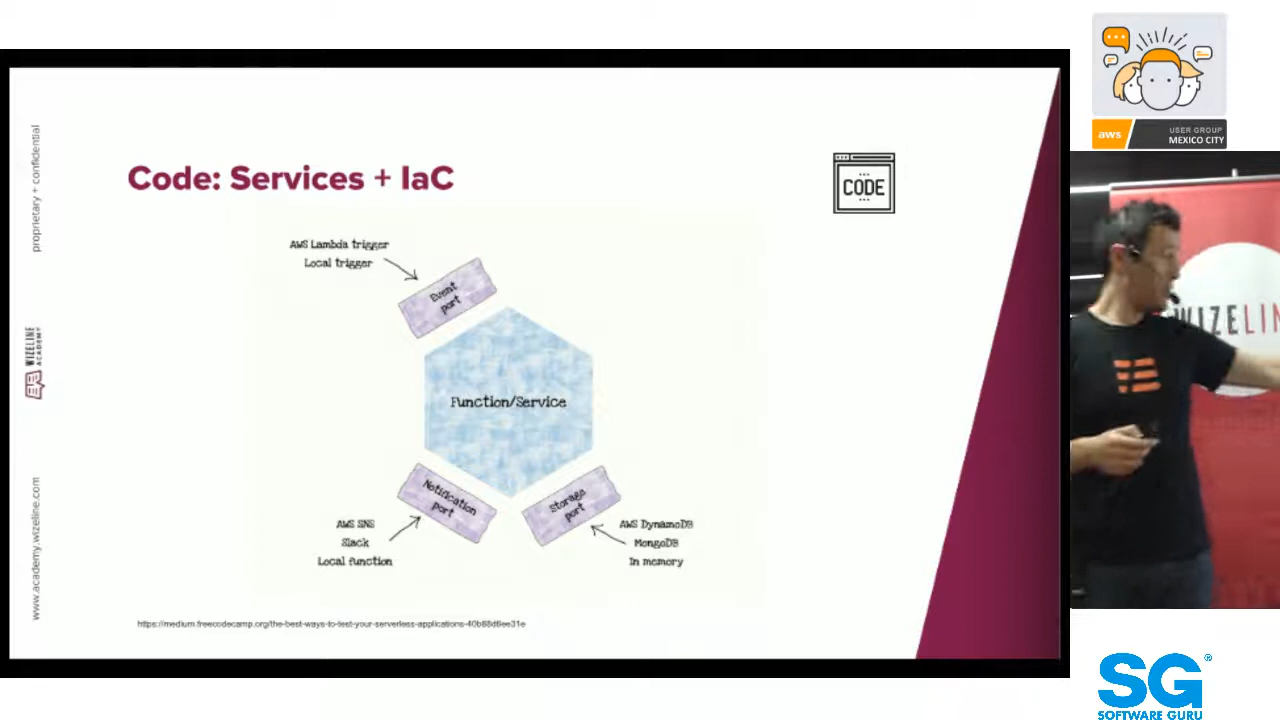 proprietary + confidential
WIZELINE
ACADEMY
www.academy.wizeline.com
Code: Services + IaC
CODE
AWS Lambda trigger
Local trigger
Event
port
Function/Service
Notification
port
Storage
port
AWS SNS
Slack
Local function
AWS DynamoDB
MongoDB
In memory
https://medium.freecodecamp.org/the-best-ways-to-test-your-serverless-applications-40b88d6ee31e
aws
USER GROUP
MEXICO CITY
WIZELIN
SG®
SOFTWARE GURU